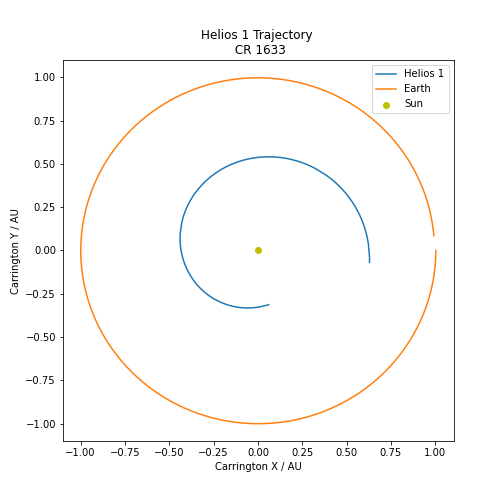 Helios 1 Trajectory
CR 1633
Helios 1
Earth
Sun
Carrington Y / AU
1.00
0.75
0.50
0.25
0.00
−0.25
−0.50
−0.75
−1.00
−1.00 −0.75 −0.50 −0.25 0.00 0.25 0.50 0.75 1.00
Carrington X / AU